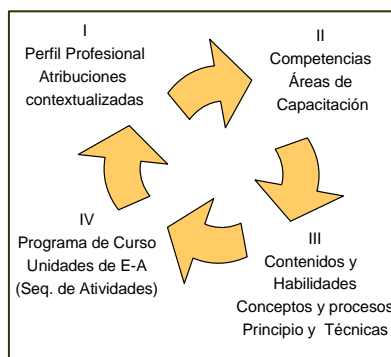 I
Perfil Profesional
Atribuciones
contextualizadas
II
Competencias
Áreas de
Capacitación
III
Contenidos y
Habilidades
Conceptos y procesos
Principio y Técnicas
IV
Programa de Curso
Unidades de E-A
(Seq. de Atividades)